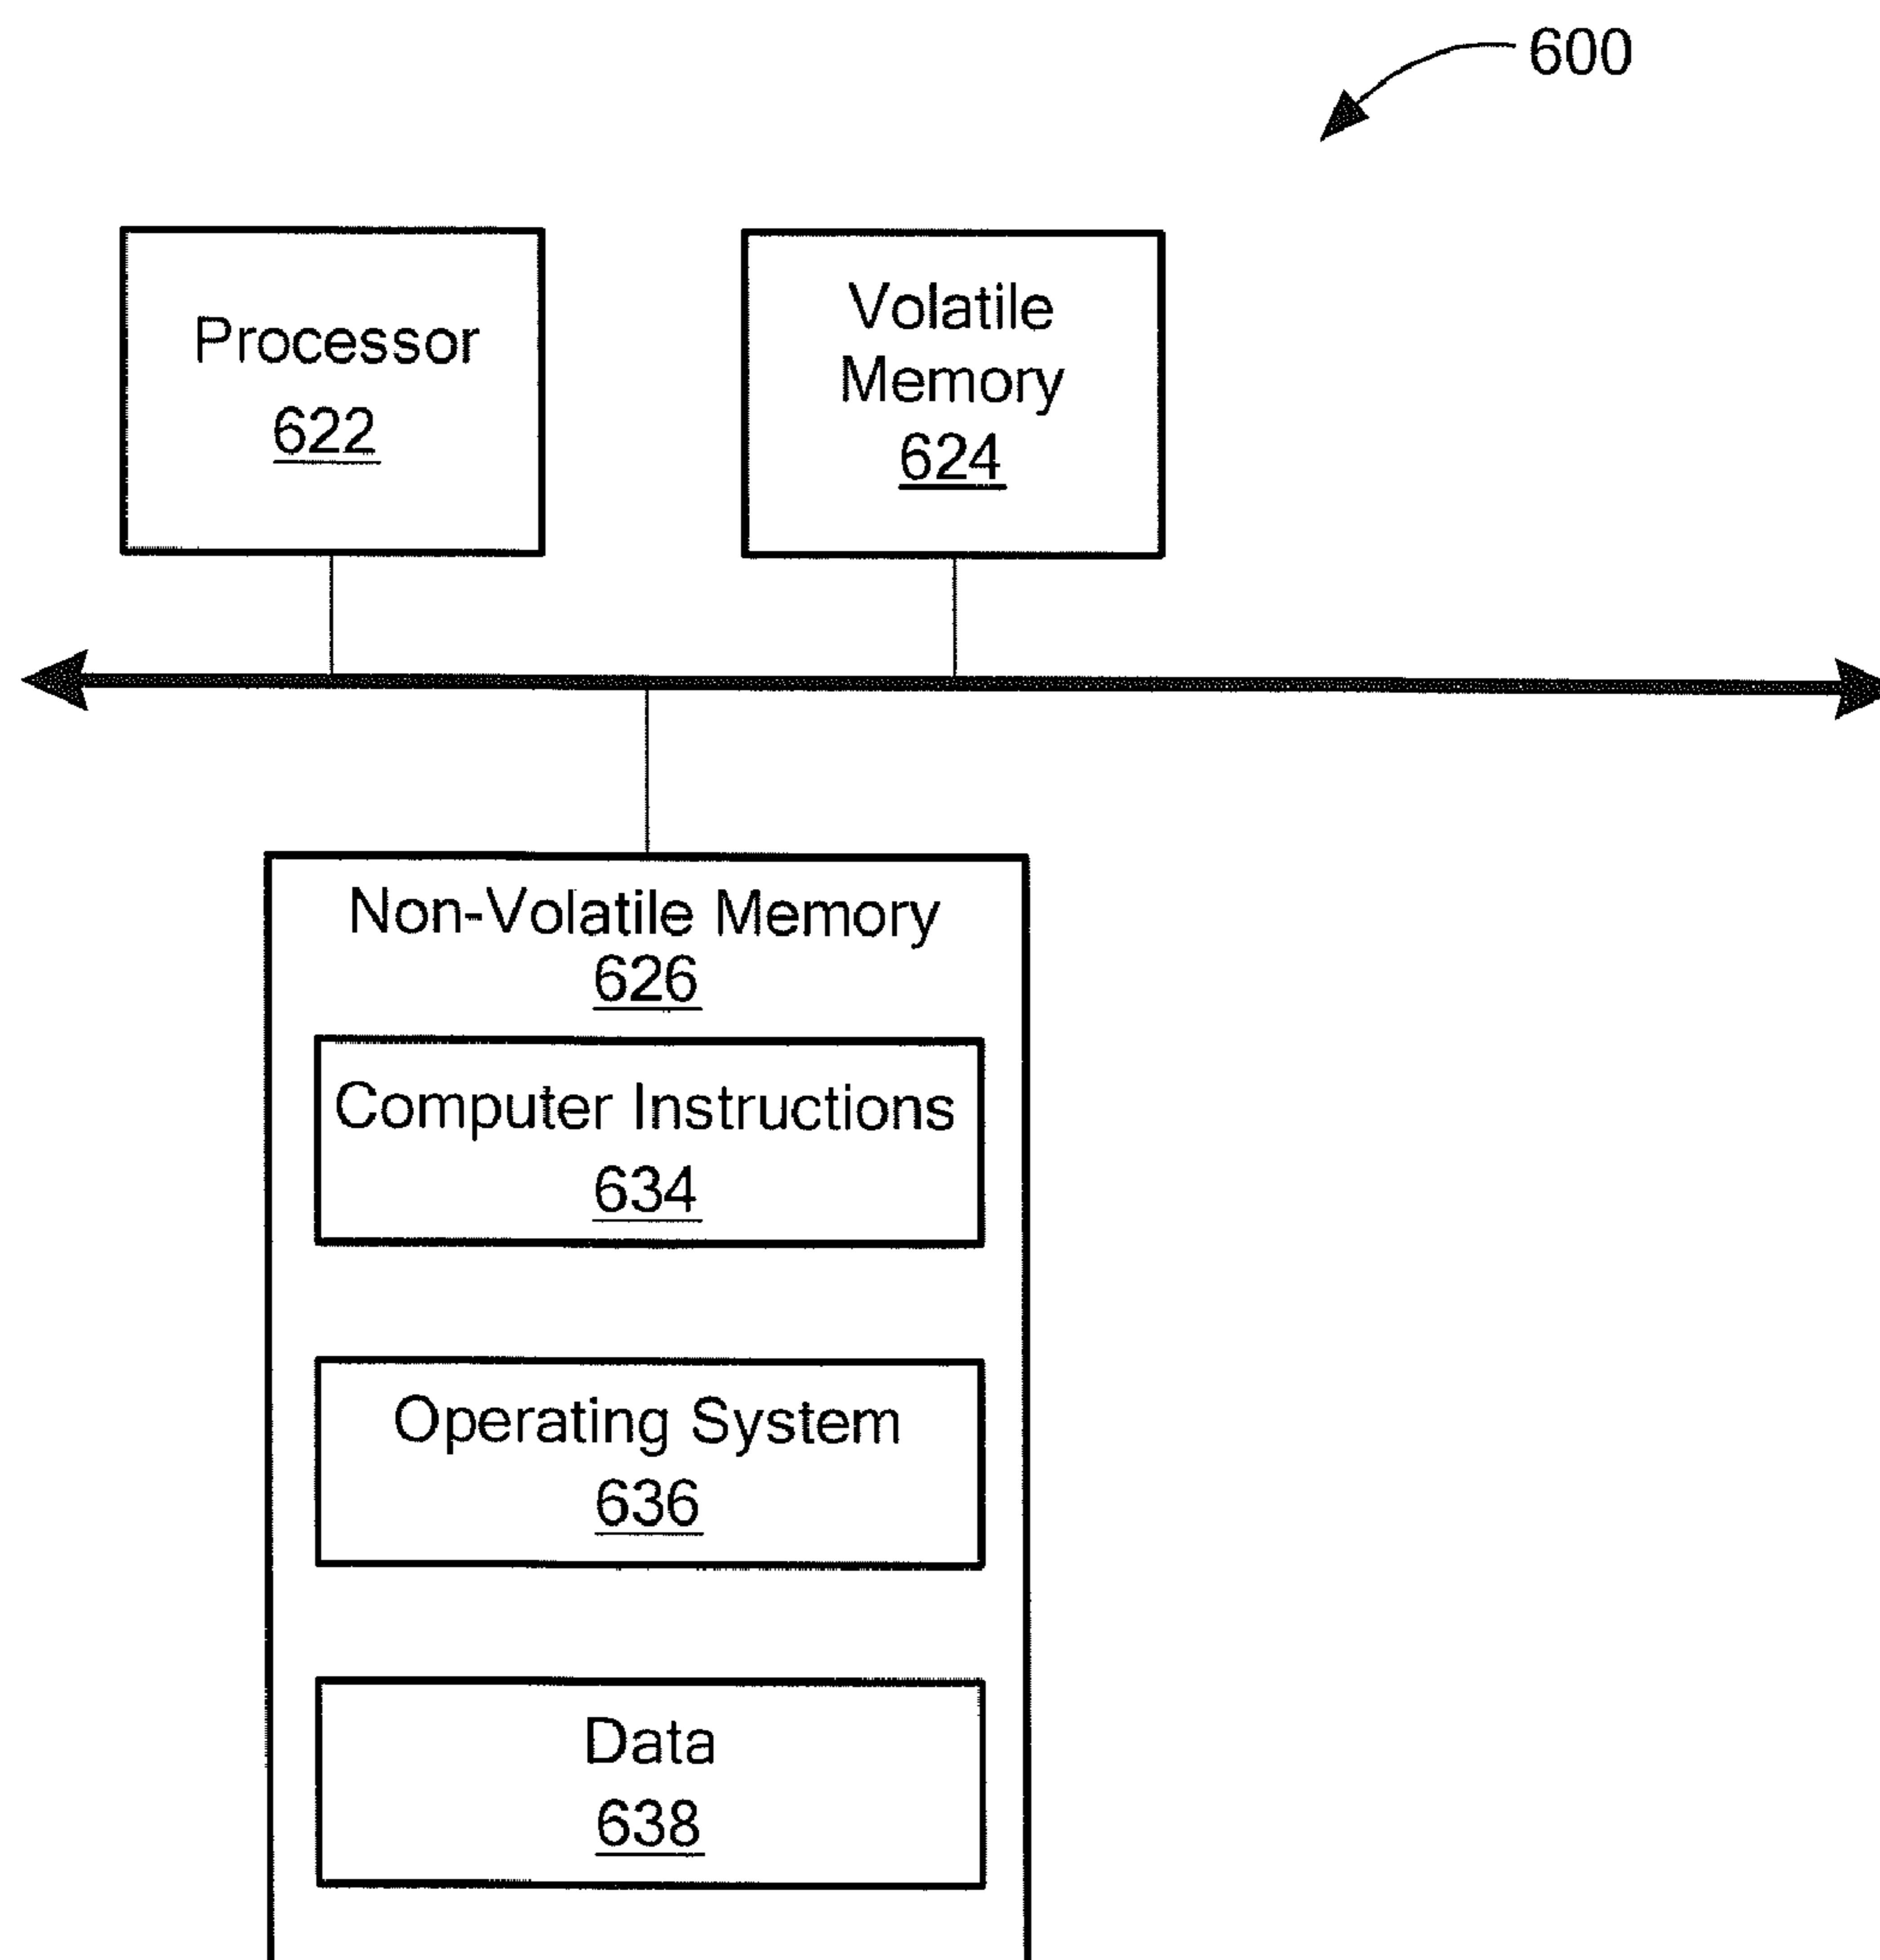 600
Processor
622
Volatile
Memory
624
Non-Volatile Memory
626
Computer Instructions
634
Operating System
636
Data
638